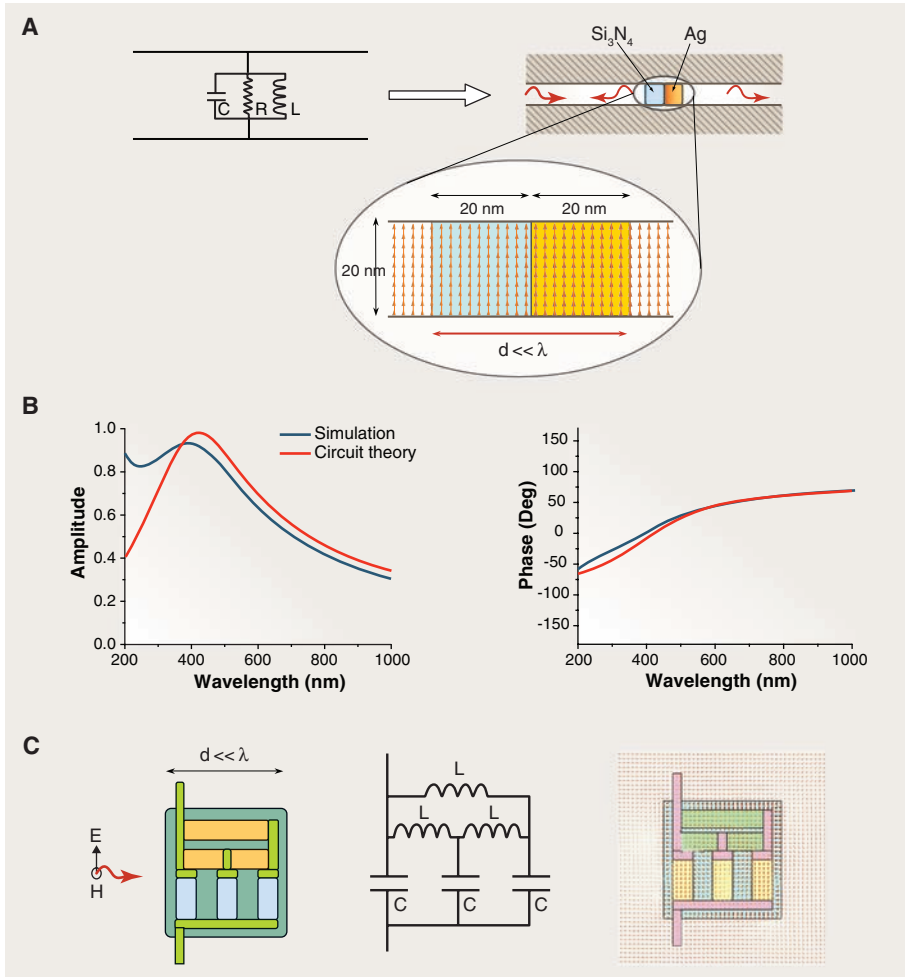 A
Si₃N₄ Ag
C R L
20 nm 20 nm
20 nm
d << λ
B
1.0
0.8
0.6
0.4
0.2
0.0
Amplitude
200 400 600 800 1000
Wavelength (nm)
Simulation
Circuit theory
150
100
50
0
-50
-100
-150
Phase (Deg)
200 400 600 800 1000
Wavelength (nm)
C
d << λ
E
H
L
L L
C C C